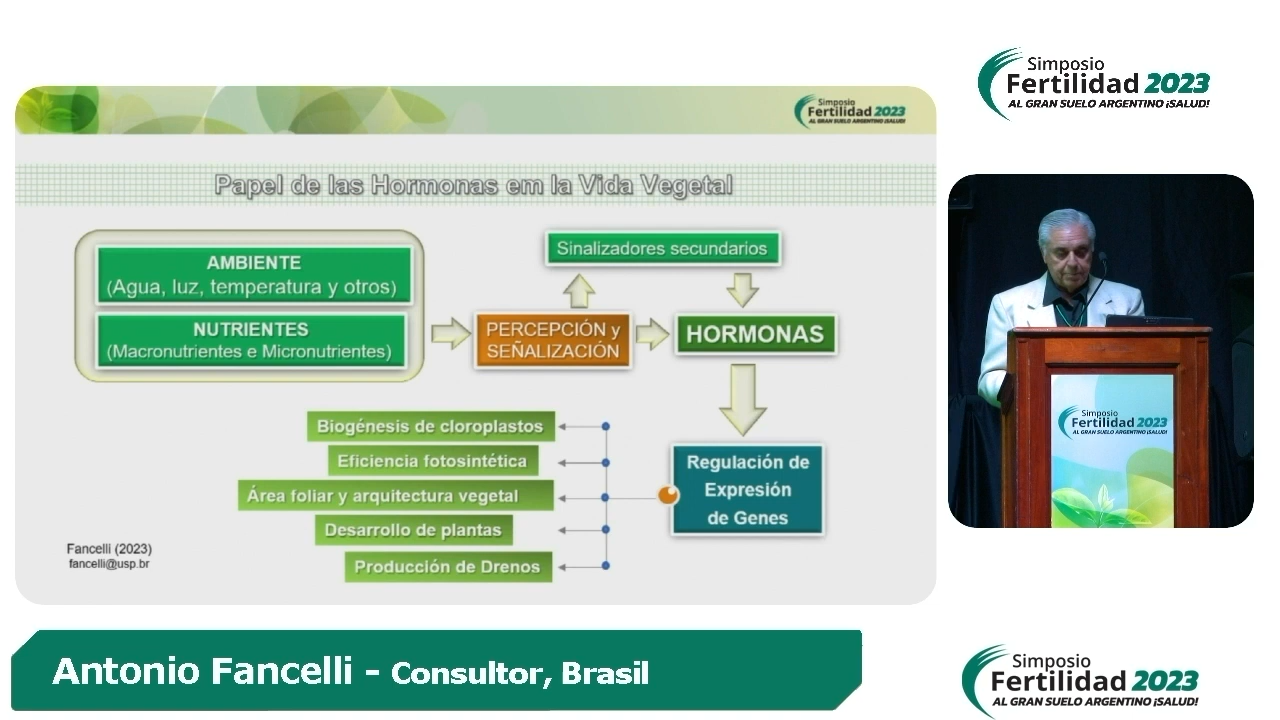 Simposio
Fertilidad 2023
AL GRAN SUELO ARGENTINO ¡SALUD!
Simposio
Fertilidad 2023
AL GRAN SUELO ARGENTINO ¡SALUD!
Papel de las Hormonas em la Vida Vegetal
AMBIENTE
(Agua, luz, temperatura y otros)
NUTRIENTES
(Macronutrientes e Micronutrientes)
PERCEPCIÓN y
SEÑALIZACIÓN
Sinalizadores secundarios
HORMONAS
Regulación de
Expresión
de Genes
Biogénesis de cloroplastos
Eficiencia fotosintética
Área foliar y arquitectura vegetal
Desarrollo de plantas
Producción de Drenos
Fancelli (2023)
fancelli@usp.br
Simposio
Fertilidad 2023
AL GRAN SUELO ARGENTINO ¡SALUD!
Antonio Fancelli - Consultor, Brasil
Simposio
Fertilidad 2023
AL GRAN SUELO ARGENTINO ¡SALUD!